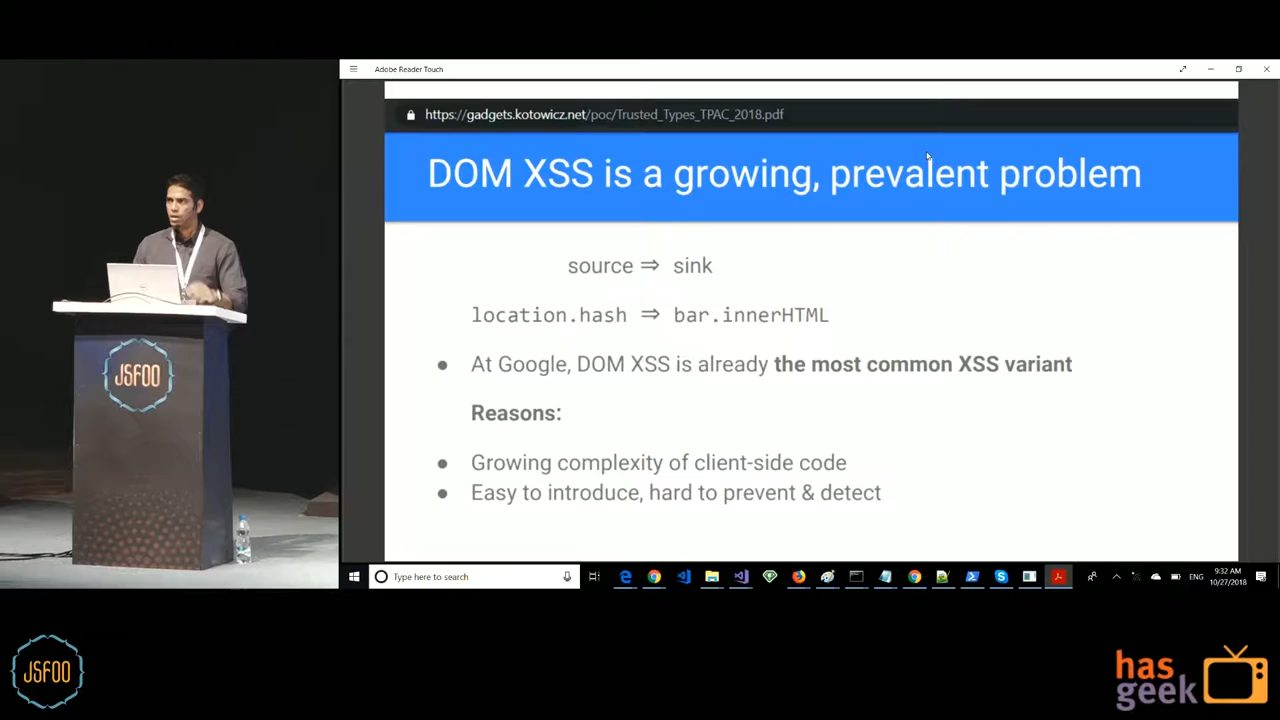 Adobe Reader Touch
https://gadgets.kotowicz.net/poc/Trusted_Types_TPAC_2018.pdf
DOM XSS is a growing, prevalent problem
source ⇒ sink
location.hash ⇒ bar.innerHTML
● At Google, DOM XSS is already the most common XSS variant
Reasons:
● Growing complexity of client-side code
● Easy to introduce, hard to prevent & detect
JSFOO
Type here to search
ENG
9:32 AM
10/27/2018
JSFOO
has
geek